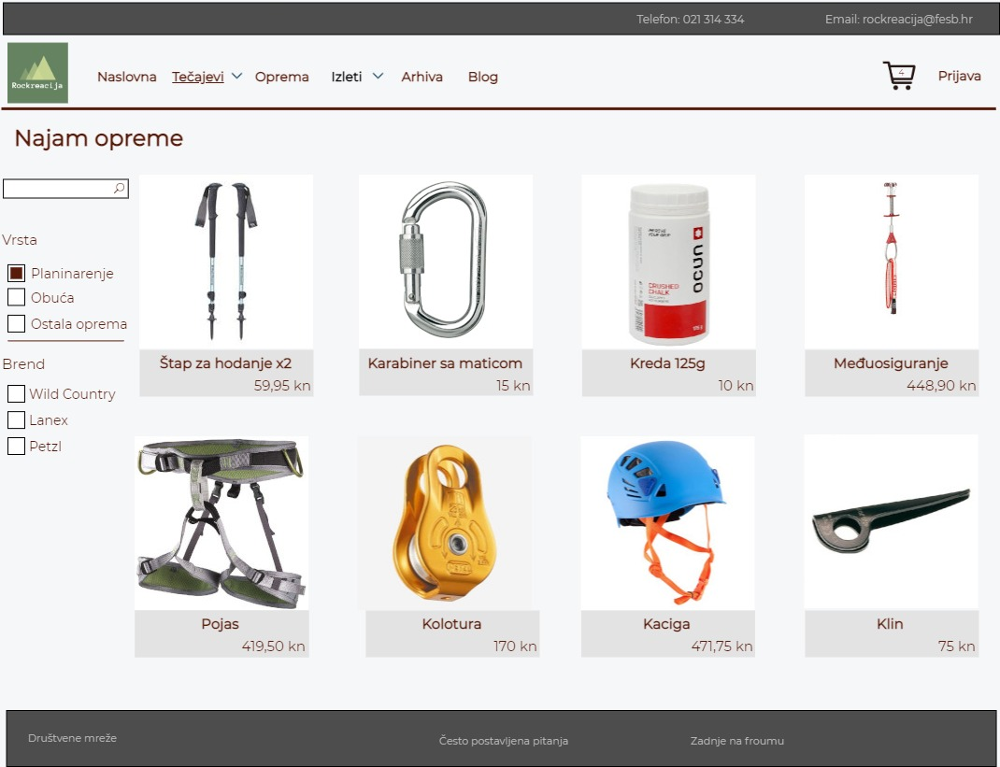 Telefon: 021 314 334
Email: rockreacija@fesb.hr
Rockreacija
Naslovna
Tečajevi
Oprema
Izleti
Arhiva
Blog
4
Prijava
Najam opreme
Vrsta
Planinarenje
Obuća
Ostala oprema
Brend
Wild Country
Lanex
Petzl
Štap za hodanje x2
59,95 kn
Karabiner sa maticom
15 kn
ocun
CRUSHED
CHALK
Kreda 125g
10 kn
Međuosiguranje
448,90 kn
Pojas
419,50 kn
Kolotura
170 kn
Kaciga
471,75 kn
Klin
75 kn
Društvene mreže
Često postavljena pitanja
Zadnje na froumu